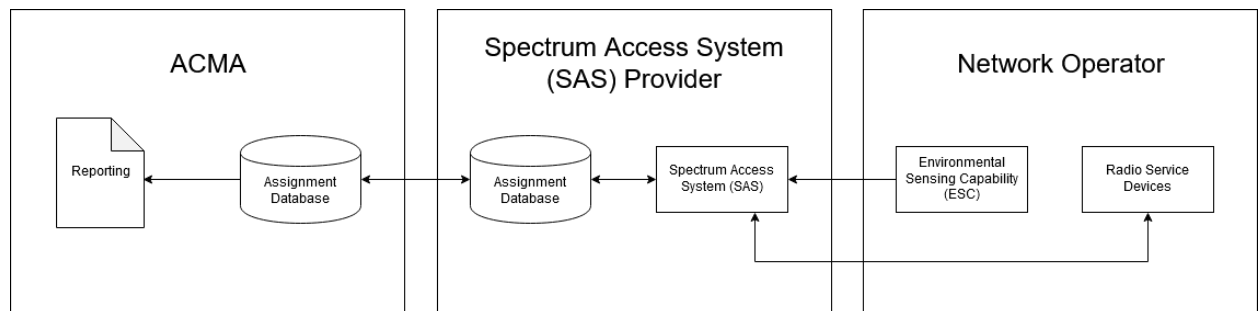 ACMA
Reporting
Assignment
Database
Spectrum Access System
(SAS) Provider
Assignment
Database
Spectrum Access
System (SAS)
Network Operator
Environmental
Sensing Capability
(ESC)
Radio Service
Devices